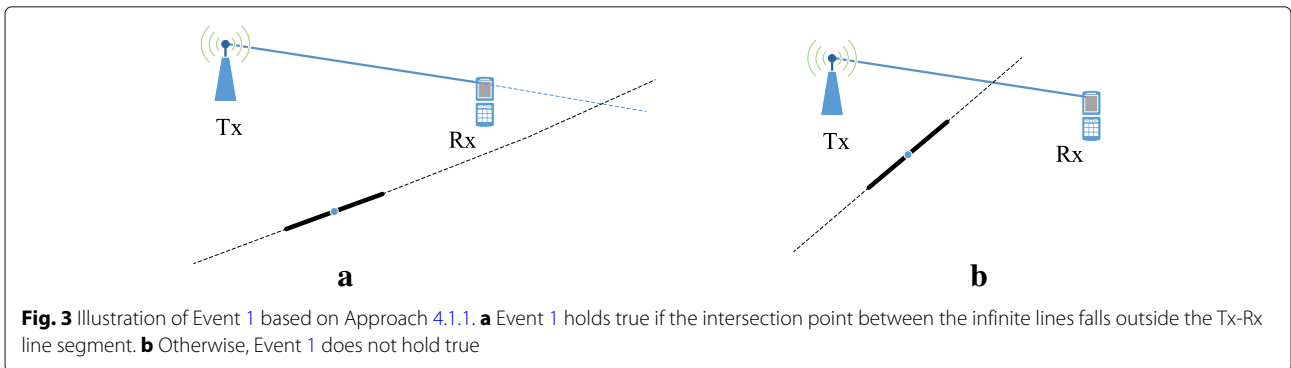 Tx
Rx
Tx
Rx
a
b
Fig. 3 Illustration of Event 1 based on Approach 4.1.1. a Event 1 holds true if the intersection point between the infinite lines falls outside the Tx-Rx
line segment. b Otherwise, Event 1 does not hold true